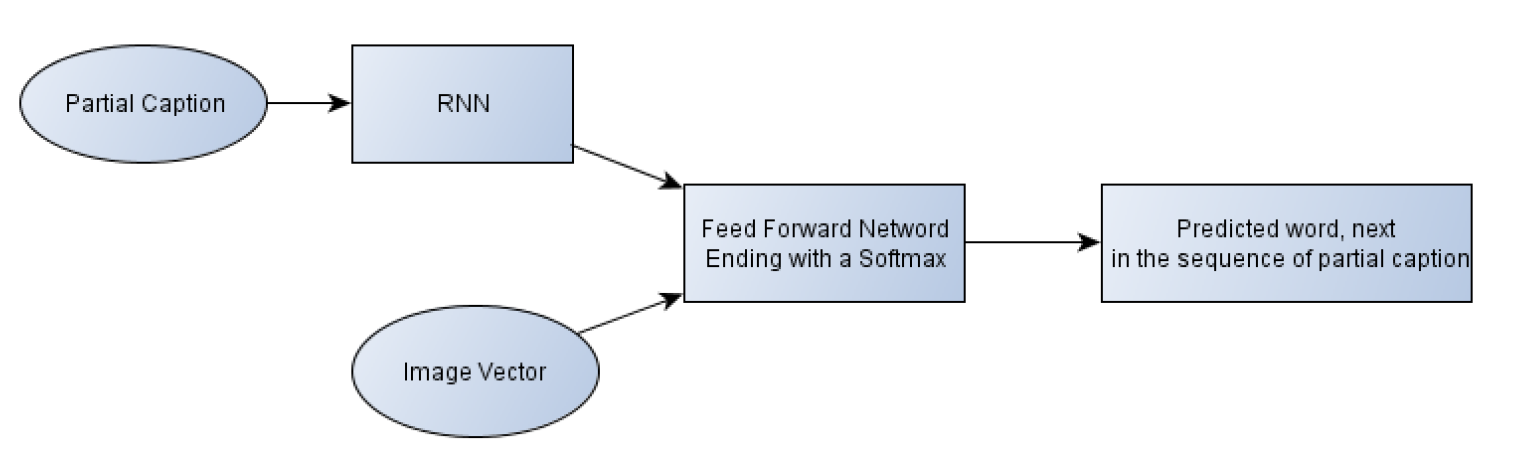 Partial Caption
RNN
Feed Forward Netword
Ending with a Softmax
Predicted word, next
in the sequence of partial caption
Image Vector